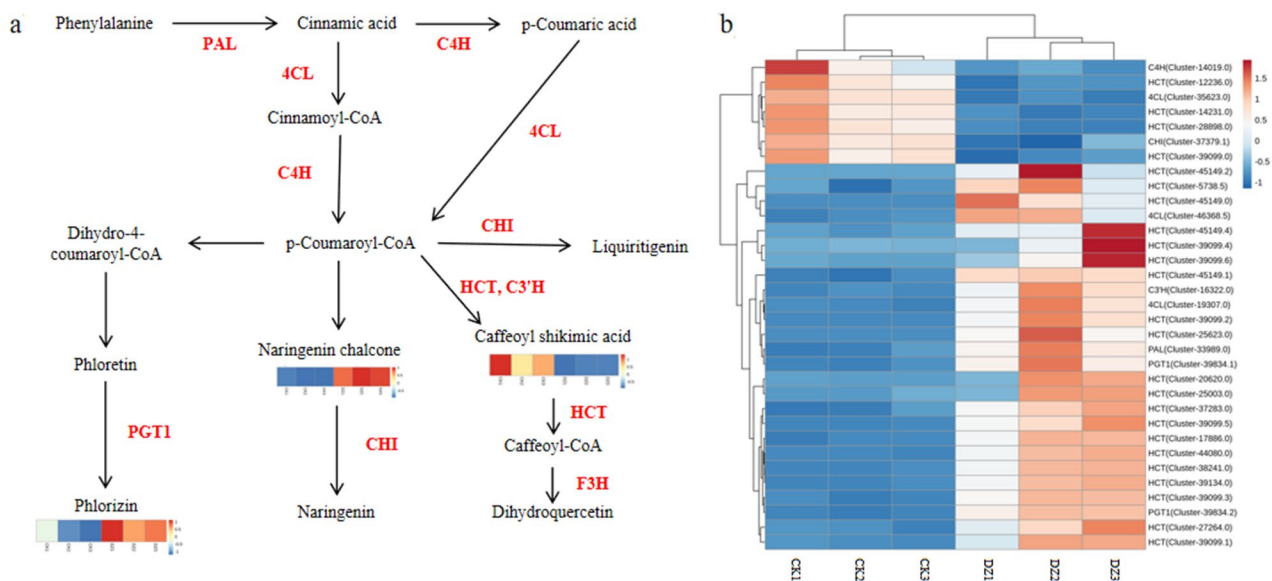 a
Phenylalanine
PAL
Cinnamic acid
C4H
p-Coumaric acid
4CL
Cinnamoyl-CoA
4CL
C4H
Dihydro-4-
coumaroyl-CoA
p-Coumaroyl-CoA
CHI
Liquiritigenin
HCT, C3'H
Phloretin
Naringenin chalcone
Caffeoyl shikimic acid
HCT
PGT1
CHI
Caffeoyl-CoA
F3H
Phlorizin
Naringenin
Dihydroquercetin
b
C4H(Cluster-14019.0)
HCT(Cluster-12236.0)
4CL(Cluster-35623.0)
HCT(Cluster-14231.0)
HCT(Cluster-28898.0)
CHI(Cluster-37379.1)
HCT(Cluster-39099.0)
HCT(Cluster-45149.2)
HCT(Cluster-5738.5)
HCT(Cluster-45149.0)
4CL(Cluster-46368.5)
HCT(Cluster-45149.4)
HCT(Cluster-39099.4)
HCT(Cluster-39099.6)
HCT(Cluster-45149.1)
C3'H(Cluster-16322.0)
4CL(Cluster-19307.0)
HCT(Cluster-39099.2)
HCT(Cluster-25623.0)
PAL(Cluster-33989.0)
PGT1(Cluster-39834.1)
HCT(Cluster-20620.0)
HCT(Cluster-25003.0)
HCT(Cluster-37283.0)
HCT(Cluster-39099.5)
HCT(Cluster-17886.0)
HCT(Cluster-44080.0)
HCT(Cluster-38241.0)
HCT(Cluster-39134.0)
HCT(Cluster-39099.3)
PGT1(Cluster-39834.2)
HCT(Cluster-27264.0)
HCT(Cluster-39099.1)
1.5
1
0.5
0
-0.5
-1
CK1
CK2
CK3
DZ1
DZ2
DZ3